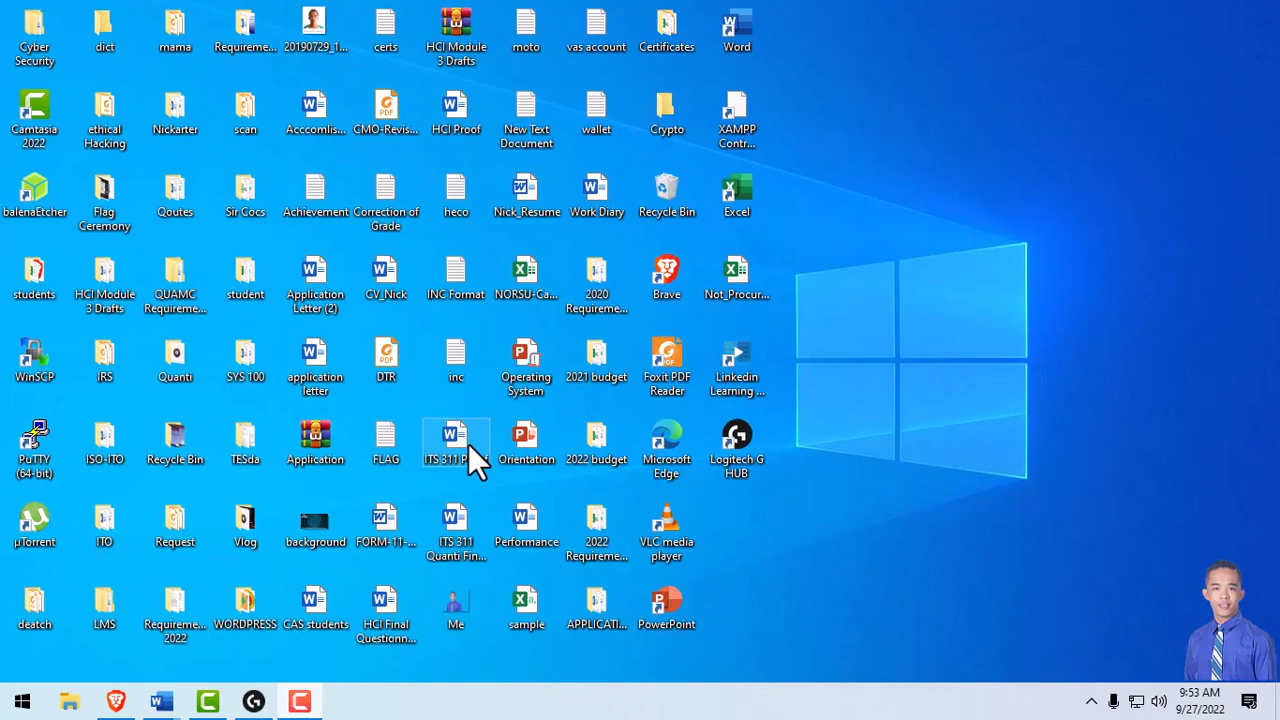 Cyber
Security
dict
mama
Requireme...
20190729_1...
certs
HCI Module
3 Drafts
moto
vas account
Certificates
Word
Camtasia
2022
ethical
Hacking
Nickarter
scan
Acccomlis...
CMO-Revis...
HCI Proof
New Text
Document
wallet
Crypto
XAMPP
Contr...
balenaEtcher
Flag
Ceremony
Qoutes
Sir Cocs
Achievement
Correction of
Grade
heco
Nick_Resume
Work Diary
Recycle Bin
Excel
students
HCI Module
3 Drafts
QUAMC
Requireme...
student
Application
Letter (2)
CV_Nick
INC Format
NORSU-Ca...
2020
Requireme...
Brave
Not_Procur...
WinSCP
IRS
Quanti
SYS 100
application
letter
DTR
inc
Operating
System
2021 budget
Foxit PDF
Reader
Linkedin
Learning ...
PuTTY
(64-bit)
ISO-ITO
Recycle Bin
TESda
Application
FLAG
ITS 311
Orientation
2022 budget
Microsoft
Edge
Logitech G
HUB
µTorrent
ITO
Request
Vlog
background
FORM-11-...
ITS 311
Quanti Fin...
Performance
2022
Requireme...
VLC media
player
deatch
LMS
Requireme...
2022
WORDPRESS
CAS students
HCI Final
Questionn...
Me
sample
APPLICATI...
PowerPoint
9:53 AM
9/27/2022